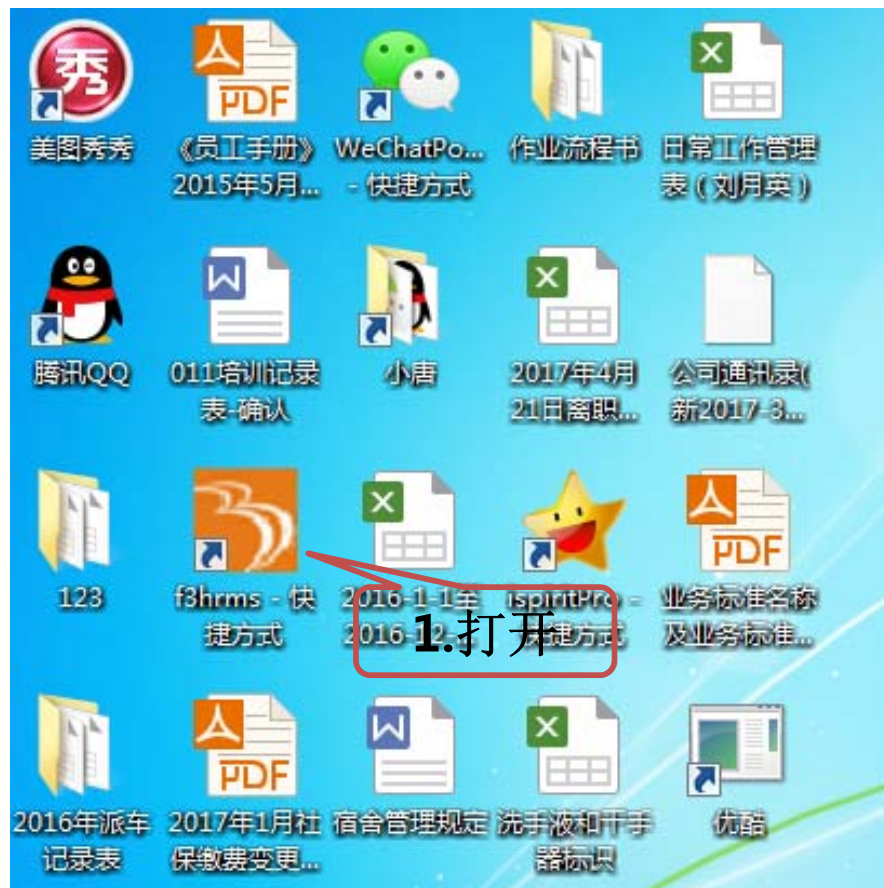 秀
PDF
美图秀秀
《员工手册》
2015年5月...
WeChatPo...
- 快捷方式
作业流程书
日常工作管理
表（刘月英）
腾讯QQ
011培训记录
表-确认
小唐
2017年4月
21日离职...
公司通讯录(
新2017-3...
PDF
123
f3hrms - 快
捷方式
2016-1-1至
2016-12-...
ispiritPro -
快捷方式
业务标准名称
及业务标准...
1.打开
PDF
2016年派车
记录表
2017年1月社
保缴费变更...
宿舍管理规定
洗手液和干手
器标识
优酷